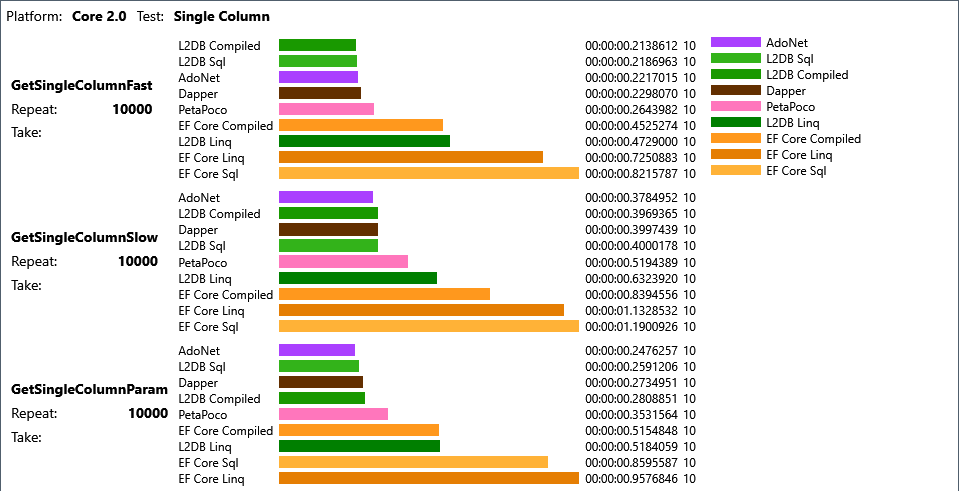 Platform: Core 2.0 Test: Single Column
GetSingleColumnFast
Repeat: 10000
Take:
L2DB Compiled 00:00:00.2138612 10
L2DB Sql 00:00:00.2186963 10
AdoNet 00:00:00.2217015 10
Dapper 00:00:00.2298070 10
PetaPoco 00:00:00.2643982 10
EF Core Compiled 00:00:00.4525274 10
L2DB Linq 00:00:00.4729000 10
EF Core Linq 00:00:00.7250883 10
EF Core Sql 00:00:00.8215787 10
GetSingleColumnSlow
Repeat: 10000
Take:
AdoNet 00:00:00.3784952 10
L2DB Compiled 00:00:00.3969365 10
Dapper 00:00:00.3997439 10
L2DB Sql 00:00:00.4000178 10
PetaPoco 00:00:00.5194389 10
L2DB Linq 00:00:00.6323920 10
EF Core Compiled 00:00:00.8394556 10
EF Core Linq 00:00:01.1328532 10
EF Core Sql 00:00:01.1900926 10
GetSingleColumnParam
Repeat: 10000
Take:
AdoNet 00:00:00.2476257 10
L2DB Sql 00:00:00.2591206 10
Dapper 00:00:00.2734951 10
L2DB Compiled 00:00:00.2808851 10
PetaPoco 00:00:00.3531564 10
EF Core Compiled 00:00:00.5154848 10
L2DB Linq 00:00:00.5184059 10
EF Core Sql 00:00:00.8595587 10
EF Core Linq 00:00:00.9576846 10
AdoNet
L2DB Sql
L2DB Compiled
Dapper
PetaPoco
L2DB Linq
EF Core Compiled
EF Core Linq
EF Core Sql